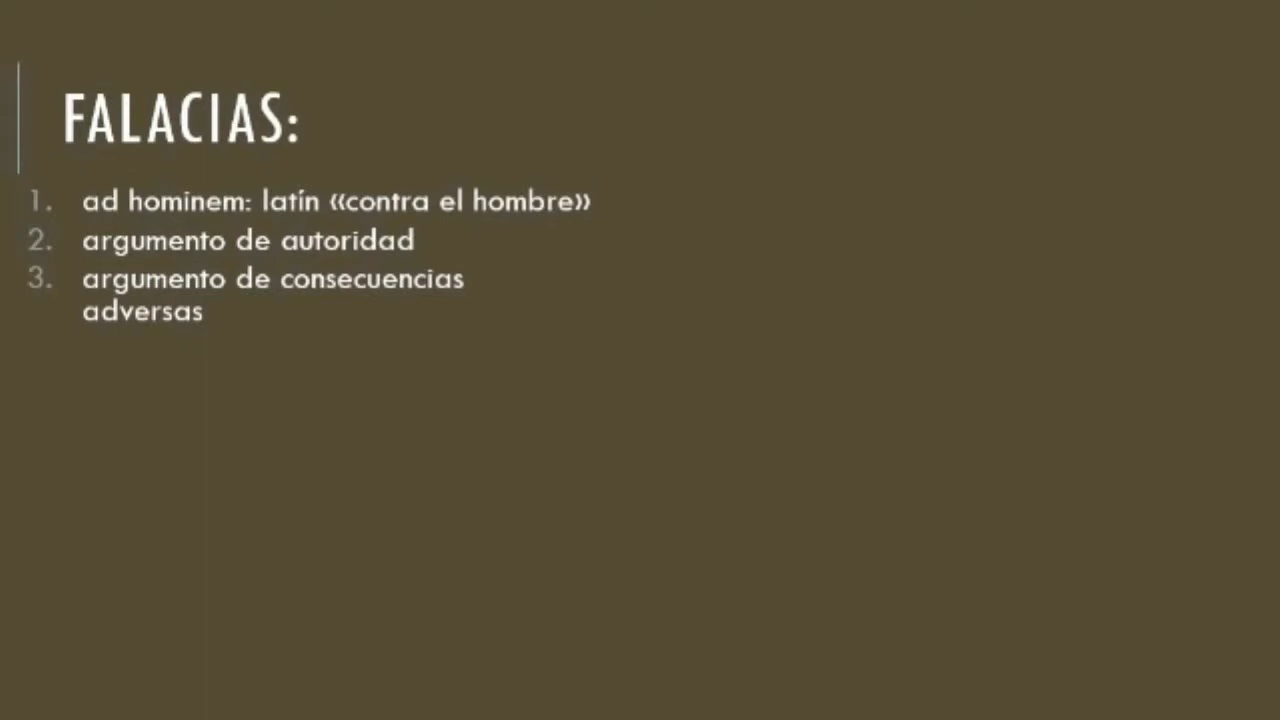 FALACIAS:
1. ad hominem: latín «contra el hombre»
2. argumento de autoridad
3. argumento de consecuencias
adversas